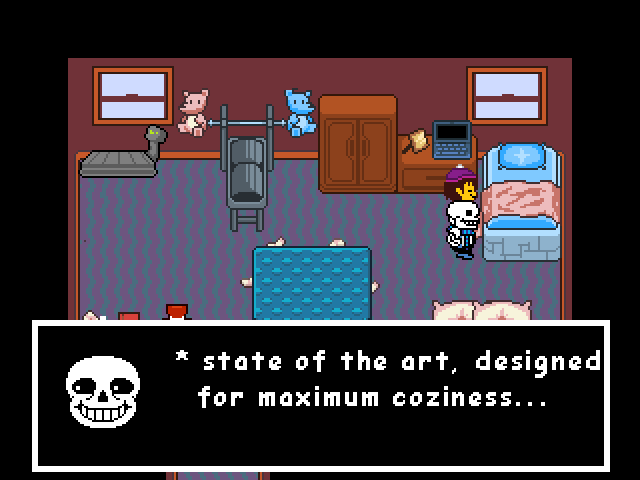 * state of the art, designed
for maximum coziness...